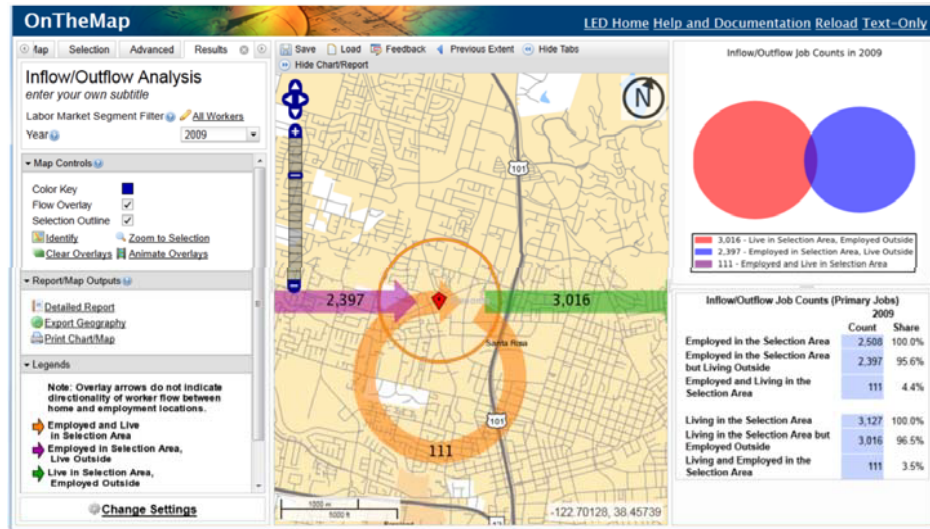 OnTheMap
LED Home Help and Documentation Reload Text-Only
Map Selection Advanced Results
Save Load Feedback Previous Extent Hide Tabs
Hide Chart/Report
Inflow/Outflow Analysis
enter your own subtitle
Labor Market Segment Filter All Workers
Year 2009
Map Controls
Color Key
Flow Overlay
Selection Outline
Identify Zoom to Selection
Clear Overlays Animate Overlays
Report/Map Outputs
Detailed Report
Export Geography
Print Chart/Map
Legends
Note: Overlay arrows do not indicate
directionality of worker flow between
home and employment locations.
Employed and Live
in Selection Area
Employed in Selection Area,
Live Outside
Live in Selection Area,
Employed Outside
Change Settings
N
101
2,397
3,016
Santa Rosa
101
111
1000 m
5000 ft
12
-122.70128, 38.45739
Inflow/Outflow Job Counts in 2009
3,016 - Live in Selection Area, Employed Outside
2,397 - Employed in Selection Area, Live Outside
111 - Employed and Live in Selection Area
Inflow/Outflow Job Counts (Primary Jobs)
2009
Count Share
Employed in the Selection Area 2,508 100.0%
Employed in the Selection Area
but Living Outside 2,397 95.6%
Employed and Living in the
Selection Area 111 4.4%
Living in the Selection Area 3,127 100.0%
Living in the Selection Area but
Employed Outside 3,016 96.5%
Living and Employed in the
Selection Area 111 3.5%